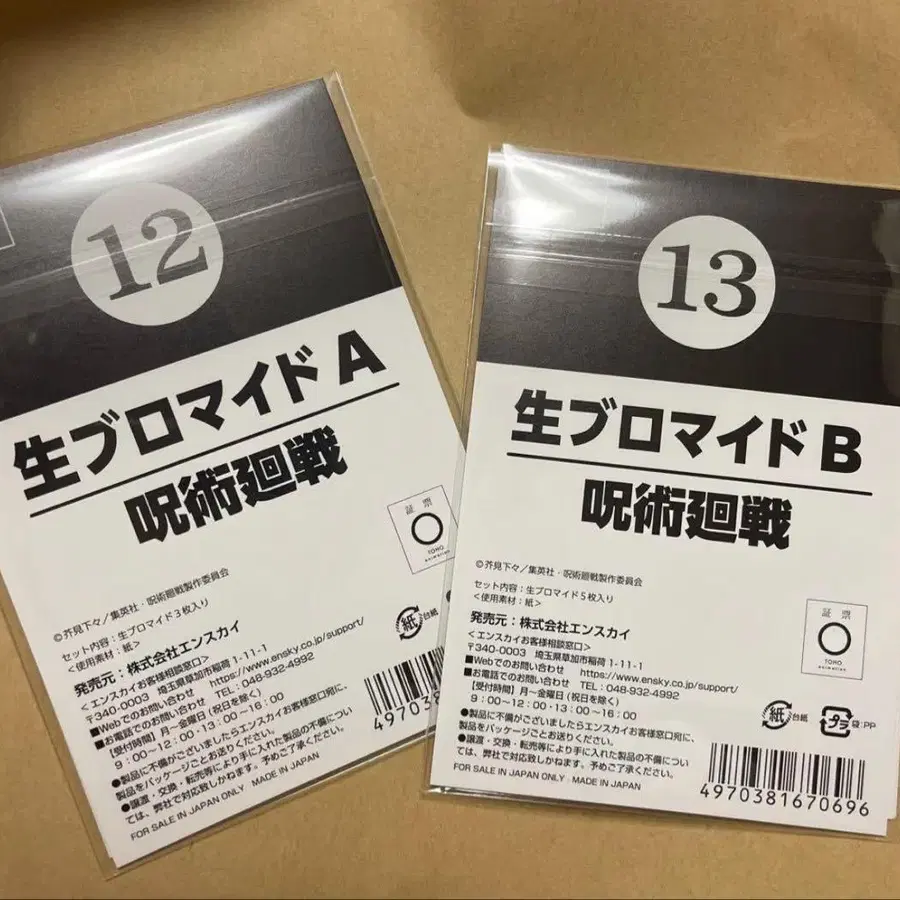 12
生ブロマイド A
呪術廻戦
証票
TOHO
animation
©芥見下々/集英社・呪術廻戦製作委員会
セット内容:生ブロマイド3枚入り
<使用素材:紙>
紙 台紙
発売元:株式会社エンスカイ
<エンスカイお客様相談窓口>
〒340-0003 埼玉県草加市稲荷 1-11-1
■Webでのお問い合わせ https://www.ensky.co.jp/support/
■お電話でのお問い合わせ TEL:048-932-4992
【受付時間】月~金曜日(祝日を除く)
9:00~12:00・13:00~16:00
●製品に不備がございましたらエンスカイお客様窓口宛に、
製品をパッケージごとお送りください。
●譲渡・交換・転売等により手に入れた製品の不備につい
ては、弊社で対応致しかねます。予めご了承ください。
FOR SALE IN JAPAN ONLY MADE IN JAPAN
4970381
13
生ブロマイド B
呪術廻戦
©芥見下々/集英社・呪術廻戦製作委員会
セット内容:生ブロマイド5枚入り
<使用素材:紙>
証票
TOHO
animation
発売元:株式会社エンスカイ
<エンスカイお客様相談窓口>
〒340-0003 埼玉県草加市稲荷 1-11-1
■Webでのお問い合わせ https://www.ensky.co.jp/support/
■お電話でのお問い合わせ TEL:048-932-4992
【受付時間】月~金曜日(祝日を除く)
9:00~12:00・13:00~16:00
紙 台紙 プラ 袋:PP
●製品に不備がございましたらエンスカイお客様窓口宛に、
製品をパッケージごとお送りください。
●譲渡・交換・転売等により手に入れた製品の不備につい
ては、弊社で対応致しかねます。予めご了承ください。
FOR SALE IN JAPAN ONLY MADE IN JAPAN
4970381670696